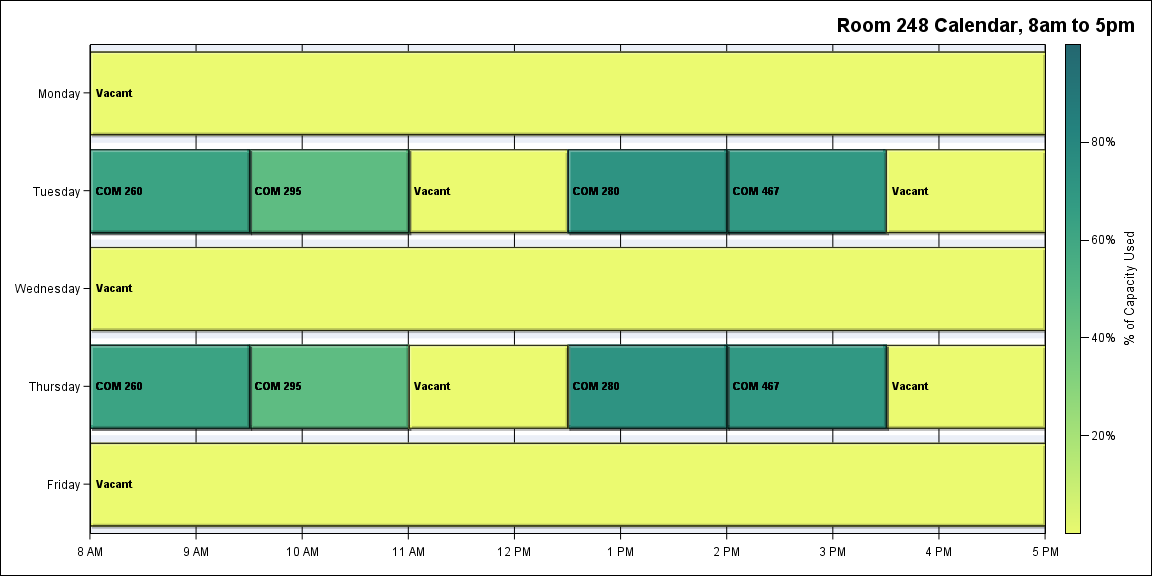 Room 248 Calendar, 8am to 5pm
Monday
Vacant
Tuesday
COM 260
COM 295
Vacant
COM 280
COM 467
Vacant
Wednesday
Vacant
Thursday
COM 260
COM 295
Vacant
COM 280
COM 467
Vacant
Friday
Vacant
8 AM
9 AM
10 AM
11 AM
12 PM
1 PM
2 PM
3 PM
4 PM
5 PM
80%
60%
40%
20%
% of Capacity Used